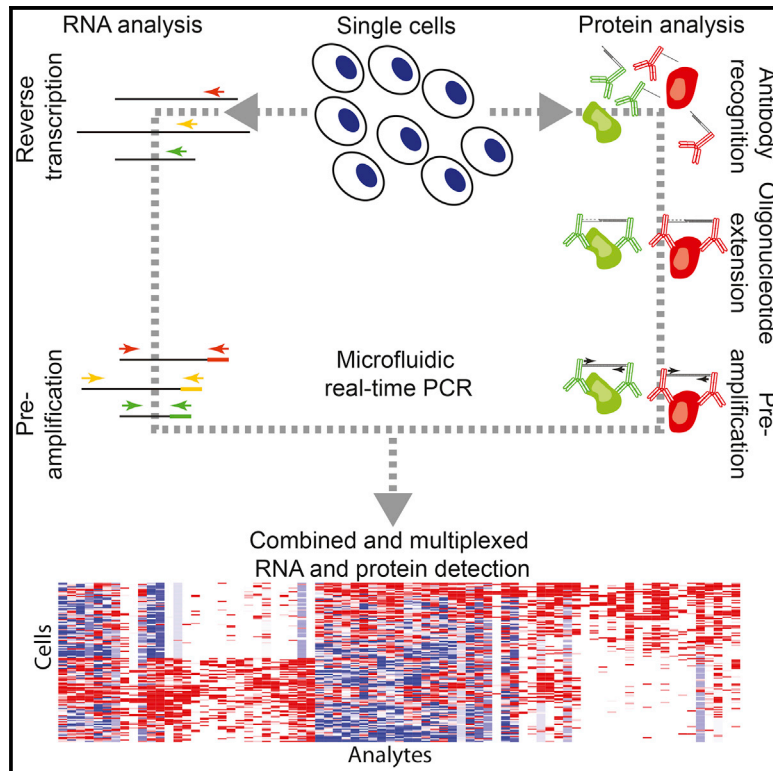 RNA analysis
Single cells
Protein analysis
Reverse
transcription
Antibody
recognition
Oligonucleotide
extension
Pre-
amplification
Microfluidic
real-time PCR
Pre-
amplification
Combined and multiplexed
RNA and protein detection
Cells
Analytes